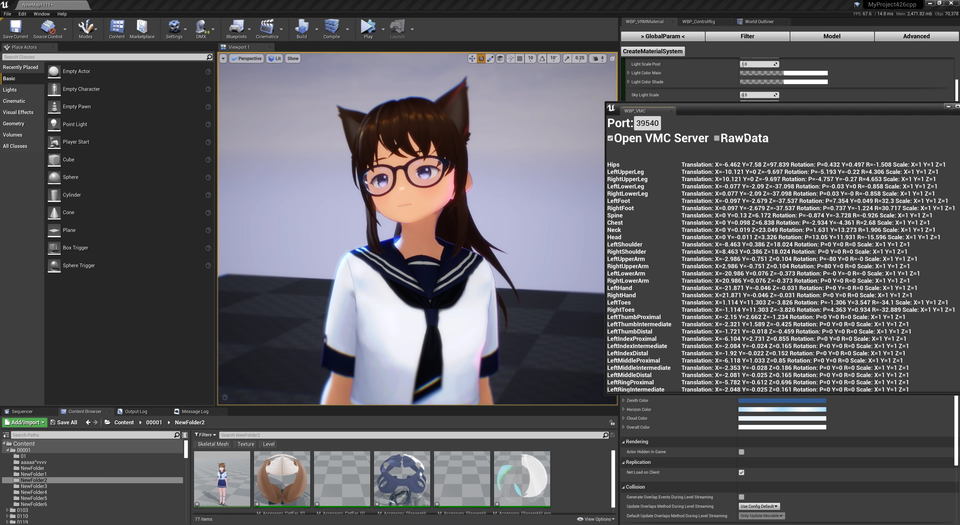 NewMap1111*
MyProject426cpp
File Edit Window Help
FPS: 67.6 / 14.8 ms Mem: 2,471.82 mb Objs: 70,378
Save Current
Source Control
Modes
Content
Marketplace
Settings
Blueprints
Cinematics
Build
Compile
Play
Launch
Place Actors
Search Classes
Recently Placed
Basic
Lights
Cinematic
Visual Effects
Geometry
Volumes
All Classes
Empty Actor
Empty Character
Empty Pawn
Point Light
Player Start
Cube
Sphere
Cylinder
Cone
Plane
Box Trigger
Sphere Trigger
Viewport 1
Perspective Lit Show
WBP_VRMMaterial WBP_ControlRig World Outliner
> GlobalParam < Filter Model Advanced
CreateMaterialSystem
Light Scale Post
Light Color Main
Light Color Shade
Sky Light Scale
WBP_VMC
Port: 39540
Open VMC Server RawData
Hips Translation: X=-6.462 Y=7.58 Z=97.839 Rotation: P=0.432 Y=0.497 R=-1.508 Scale: X=1 Y=1 Z=1
LeftUpperLeg Translation: X=-10.121 Y=0 Z=-9.697 Rotation: P=-5.193 Y=-0.22 R=4.306 Scale: X=1 Y=1 Z=1
RightUpperLeg Translation: X=10.121 Y=0 Z=-9.697 Rotation: P=-4.757 Y=-0.27 R=4.653 Scale: X=1 Y=1 Z=1
LeftLowerLeg Translation: X=-0.077 Y=-2.09 Z=-37.098 Rotation: P=-0.03 Y=0 R=-0.858 Scale: X=1 Y=1 Z=1
RightLowerLeg Translation: X=0.077 Y=-2.09 Z=-37.098 Rotation: P=0.03 Y=-0 R=-0.858 Scale: X=1 Y=1 Z=1
LeftFoot Translation: X=-0.097 Y=-2.679 Z=-37.537 Rotation: P=7.354 Y=0.049 R=32.3 Scale: X=1 Y=1 Z=1
RightFoot Translation: X=0.097 Y=-2.679 Z=-37.537 Rotation: P=0.737 Y=-1.224 R=30.717 Scale: X=1 Y=1 Z=1
Spine Translation: X=0 Y=0.13 Z=6.172 Rotation: P=-0.874 Y=-3.728 R=-0.926 Scale: X=1 Y=1 Z=1
Chest Translation: X=0 Y=0.098 Z=6.838 Rotation: P=-2.934 Y=-4.361 R=2.68 Scale: X=1 Y=1 Z=1
Neck Translation: X=0 Y=0.019 Z=23.049 Rotation: P=1.631 Y=13.273 R=1.906 Scale: X=1 Y=1 Z=1
Head Translation: X=0 Y=-0.011 Z=3.326 Rotation: P=13.05 Y=11.931 R=-15.596 Scale: X=1 Y=1 Z=1
LeftShoulder Translation: X=-8.463 Y=0.386 Z=18.024 Rotation: P=0 Y=0 R=0 Scale: X=1 Y=1 Z=1
RightShoulder Translation: X=8.463 Y=0.386 Z=18.024 Rotation: P=0 Y=0 R=0 Scale: X=1 Y=1 Z=1
LeftUpperArm Translation: X=-2.986 Y=-0.751 Z=0.104 Rotation: P=-80 Y=0 R=0 Scale: X=1 Y=1 Z=1
RightUpperArm Translation: X=2.986 Y=-0.751 Z=0.104 Rotation: P=80 Y=0 R=0 Scale: X=1 Y=1 Z=1
LeftLowerArm Translation: X=-20.986 Y=0.076 Z=-0.373 Rotation: P=-0 Y=-0 R=-0 Scale: X=1 Y=1 Z=1
RightLowerArm Translation: X=20.986 Y=0.076 Z=-0.373 Rotation: P=0 Y=0 R=0 Scale: X=1 Y=1 Z=1
LeftHand Translation: X=-21.871 Y=-0.046 Z=-0.031 Rotation: P=0 Y=-0 R=0 Scale: X=1 Y=1 Z=1
RightHand Translation: X=21.871 Y=-0.046 Z=-0.031 Rotation: P=0 Y=0 R=0 Scale: X=1 Y=1 Z=1
LeftToes Translation: X=1.114 Y=11.303 Z=-3.826 Rotation: P=-1.306 Y=3.547 R=-34.1 Scale: X=1 Y=1 Z=1
RightToes Translation: X=-1.114 Y=11.303 Z=-3.826 Rotation: P=4.363 Y=0.934 R=-32.889 Scale: X=1 Y=1 Z=1
LeftThumbProximal Translation: X=-2.15 Y=2.662 Z=-1.234 Rotation: P=0 Y=0 R=0 Scale: X=1 Y=1 Z=1
LeftThumbIntermediate Translation: X=-2.321 Y=1.589 Z=-0.425 Rotation: P=0 Y=0 R=0 Scale: X=1 Y=1 Z=1
LeftThumbDistal Translation: X=-1.721 Y=-0.018 Z=-0.459 Rotation: P=0 Y=0 R=0 Scale: X=1 Y=1 Z=1
LeftIndexProximal Translation: X=-6.104 Y=2.731 Z=0.855 Rotation: P=0 Y=0 R=0 Scale: X=1 Y=1 Z=1
LeftIndexIntermediate Translation: X=-2.084 Y=-0.024 Z=0.165 Rotation: P=0 Y=0 R=0 Scale: X=1 Y=1 Z=1
LeftIndexDistal Translation: X=-1.92 Y=-0.022 Z=0.152 Rotation: P=0 Y=0 R=0 Scale: X=1 Y=1 Z=1
LeftMiddleProximal Translation: X=-6.118 Y=1.033 Z=0.85 Rotation: P=0 Y=0 R=0 Scale: X=1 Y=1 Z=1
LeftMiddleIntermediate Translation: X=-2.353 Y=-0.028 Z=0.186 Rotation: P=0 Y=0 R=0 Scale: X=1 Y=1 Z=1
LeftMiddleDistal Translation: X=-2.081 Y=-0.025 Z=0.165 Rotation: P=0 Y=0 R=0 Scale: X=1 Y=1 Z=1
LeftRingProximal Translation: X=-5.782 Y=-0.612 Z=0.696 Rotation: P=0 Y=0 R=0 Scale: X=1 Y=1 Z=1
LeftRingIntermediate Translation: X=-2.248 Y=-0.025 Z=0.161 Rotation: P=0 Y=0 R=0 Scale: X=1 Y=1 Z=1
Zenith Color
Horizon Color
Cloud Color
Overall Color
Rendering
Actor Hidden In Game
Replication
Net Load on Client
Collision
Generate Overlap Events During Level Streaming
Update Overlaps Method During Level Streaming Use Config Default
Default Update Overlaps Method During Level Streaming Only Update Movable
Sequencer Content Browser Output Log Message Log
Add/Import Save All Content 00001 NewFolder2
Search Paths
Filters Search NewFolder2
Skeletal Mesh Texture Level
Content
00001
01
NewFolder
NewFolder1
NewFolder2
NewFolder3
NewFolder4
NewFolder5
NewFolder6
0103
0110
77 items
View Options